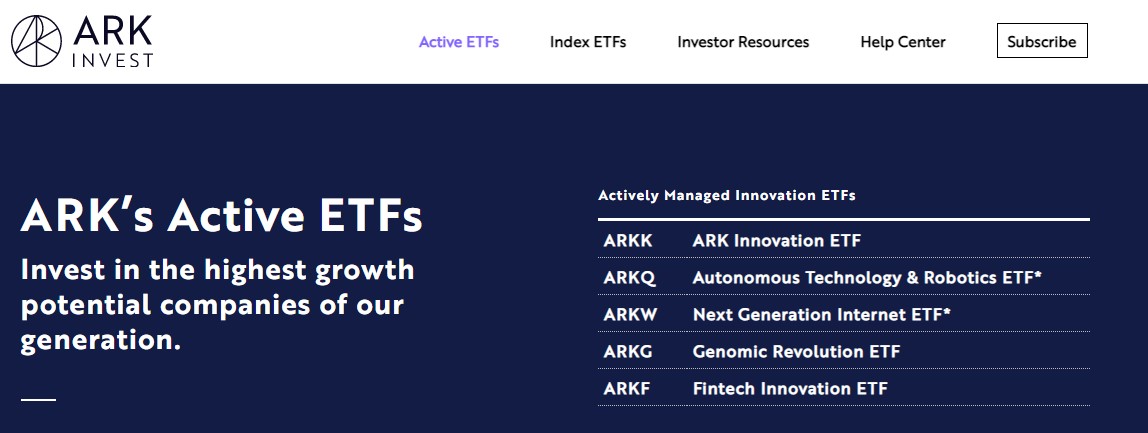 ARK
INVEST
Active ETFs Index ETFs Investor Resources Help Center Subscribe
ARK’s Active ETFs
Invest in the highest growth
potential companies of our
generation.
Actively Managed Innovation ETFs
ARKK ARK Innovation ETF
ARKQ Autonomous Technology & Robotics ETF*
ARKW Next Generation Internet ETF*
ARKG Genomic Revolution ETF
ARKF Fintech Innovation ETF